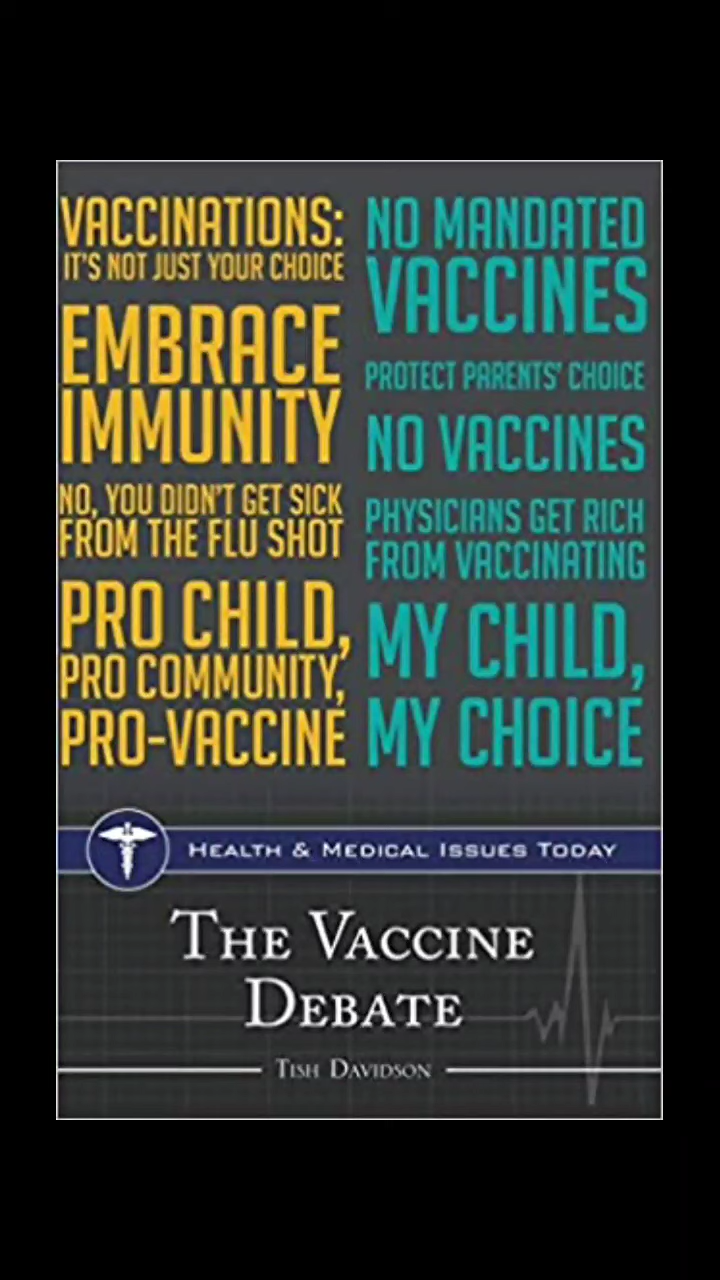 VACCINATIONS:
IT'S NOT JUST YOUR CHOICE
EMBRACE
IMMUNITY
NO, YOU DIDN'T GET SICK
FROM THE FLU SHOT
PRO CHILD,
PRO COMMUNITY,
PRO-VACCINE
NO MANDATED
VACCINES
PROTECT PARENTS' CHOICE
NO VACCINES
PHYSICIANS GET RICH
FROM VACCINATING
MY CHILD,
MY CHOICE
HEALTH & MEDICAL ISSUES TODAY
THE VACCINE
DEBATE
TISH DAVIDSON